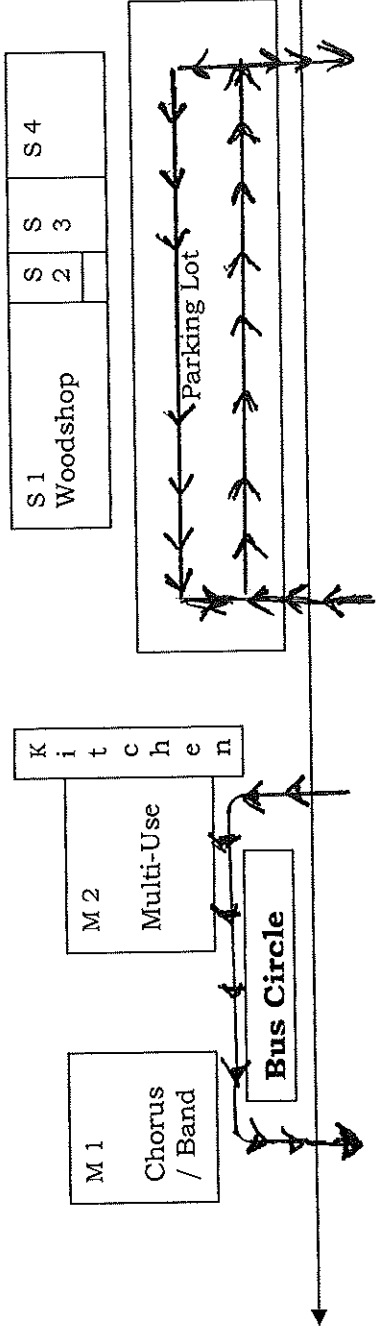 M 1
Chorus
/ Band
M 2
Multi-Use
K
i
t
c
h
e
n
S 1
Woodshop
S
2
S
3
S 4
Parking Lot
Bus Circle